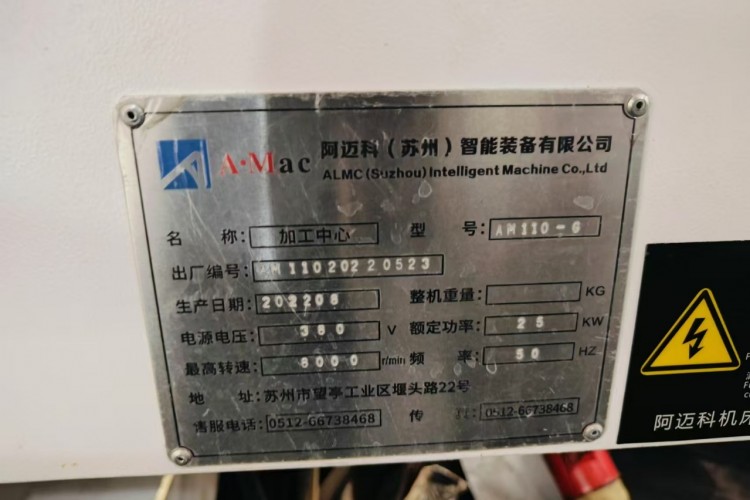 A·Mac
阿迈科（苏州）智能装备有限公司
ALMC (Suzhou) Intelligent Machine Co.,Ltd
名 称: 加工中心 型 号: AM110-G
出厂编号: AM11020220523
生产日期: 202206 整机重量: KG
电源电压: 380 V 额定功率: 25 KW
最高转速: 6000 r/min 频 率: 50 HZ
地 址: 苏州市望亭工业区堰头路22号
客服电话: 0512-66738468 传 0512-66738468
阿迈科机床